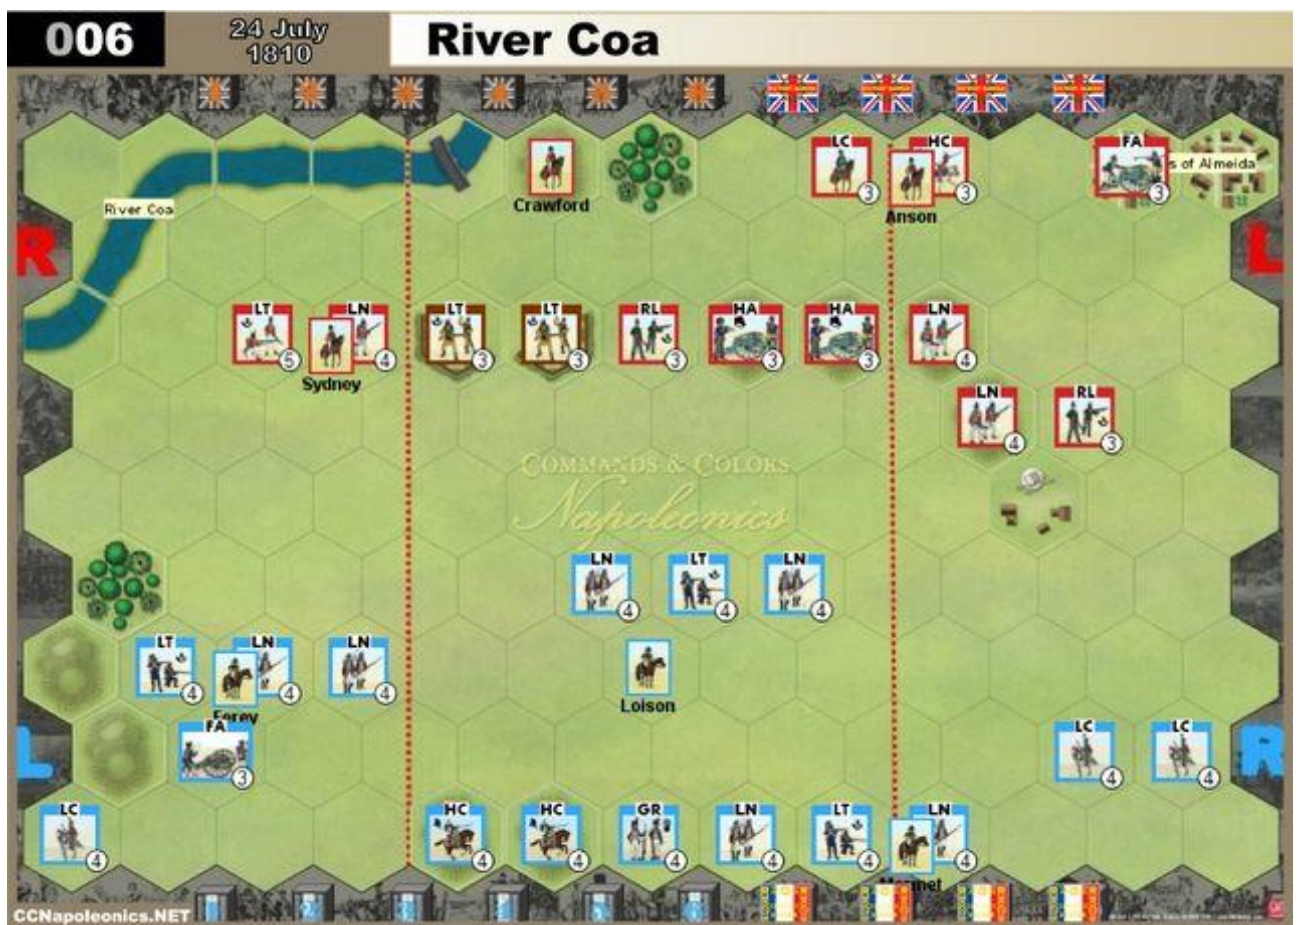 006
24 July
1810
River Coa
LC
HC
FA
3
3
3
s of Almeida
Crawford
Anson
River Coa
R
L
LT
LN
LT
LT
RL
HA
HA
LN
5
4
3
3
3
3
3
4
Sydney
LN
RL
4
3
COMMANDS & COLORS
Napoleonics
LN
LT
LN
4
4
4
LT
LN
LN
4
4
4
Loison
Ferey
FA
LC
LC
L
3
4
4
R
LC
HC
HC
GR
LN
LT
LN
4
4
4
4
4
4
4
CCNapoleonics.NET